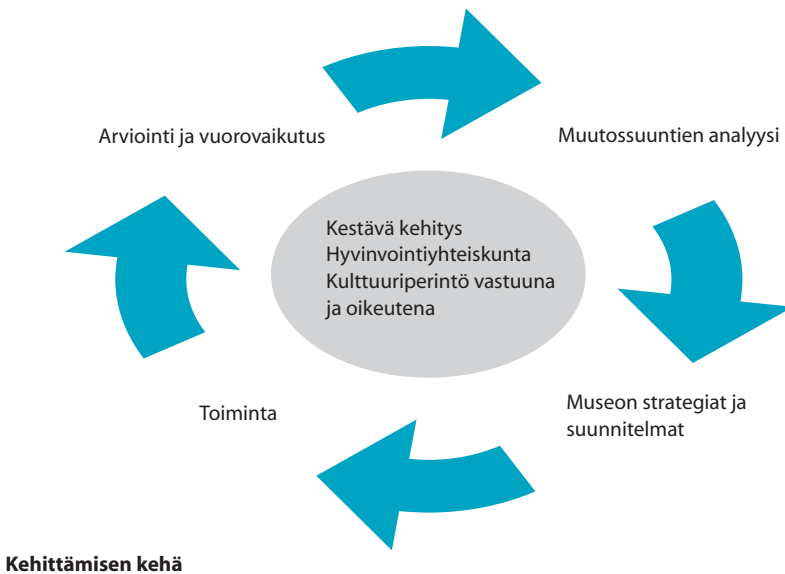 Arviointi ja vuorovaikutus
Muutossuuntien analyysi
Kestävä kehitys
Hyvinvointiyhteiskunta
Kulttuuriperintö vastuuna
ja oikeutena
Toiminta
Museon strategiat ja
suunnitelmat
Kehittämisen kehä